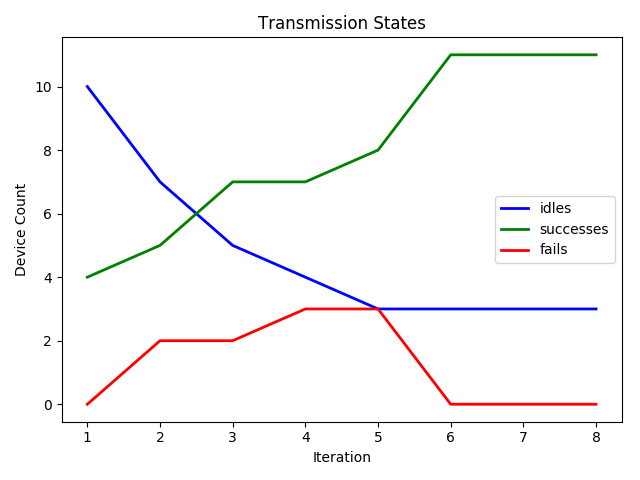 Transmission States
Device Count
10
8
6
4
2
0
idles
successes
fails
1 2 3 4 5 6 7 8
Iteration